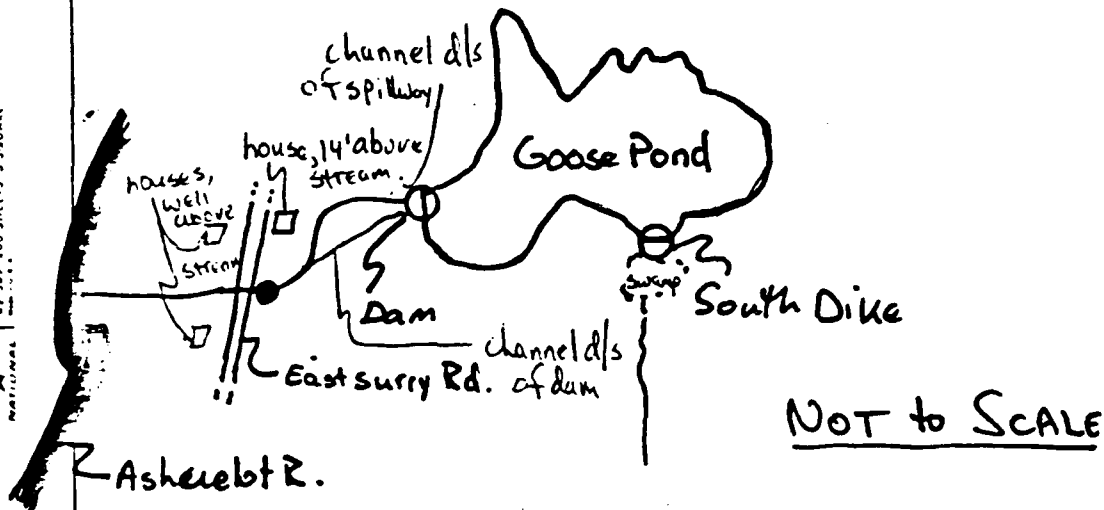 channel d/s
of spillway
house, 14' above
stream
Goose Pond
houses,
well
above
stream
swamp
South Dike
Dam
channel d/s
of dam
East surry Rd.
NOT to SCALE
Ashuelot R.
NATIONAL